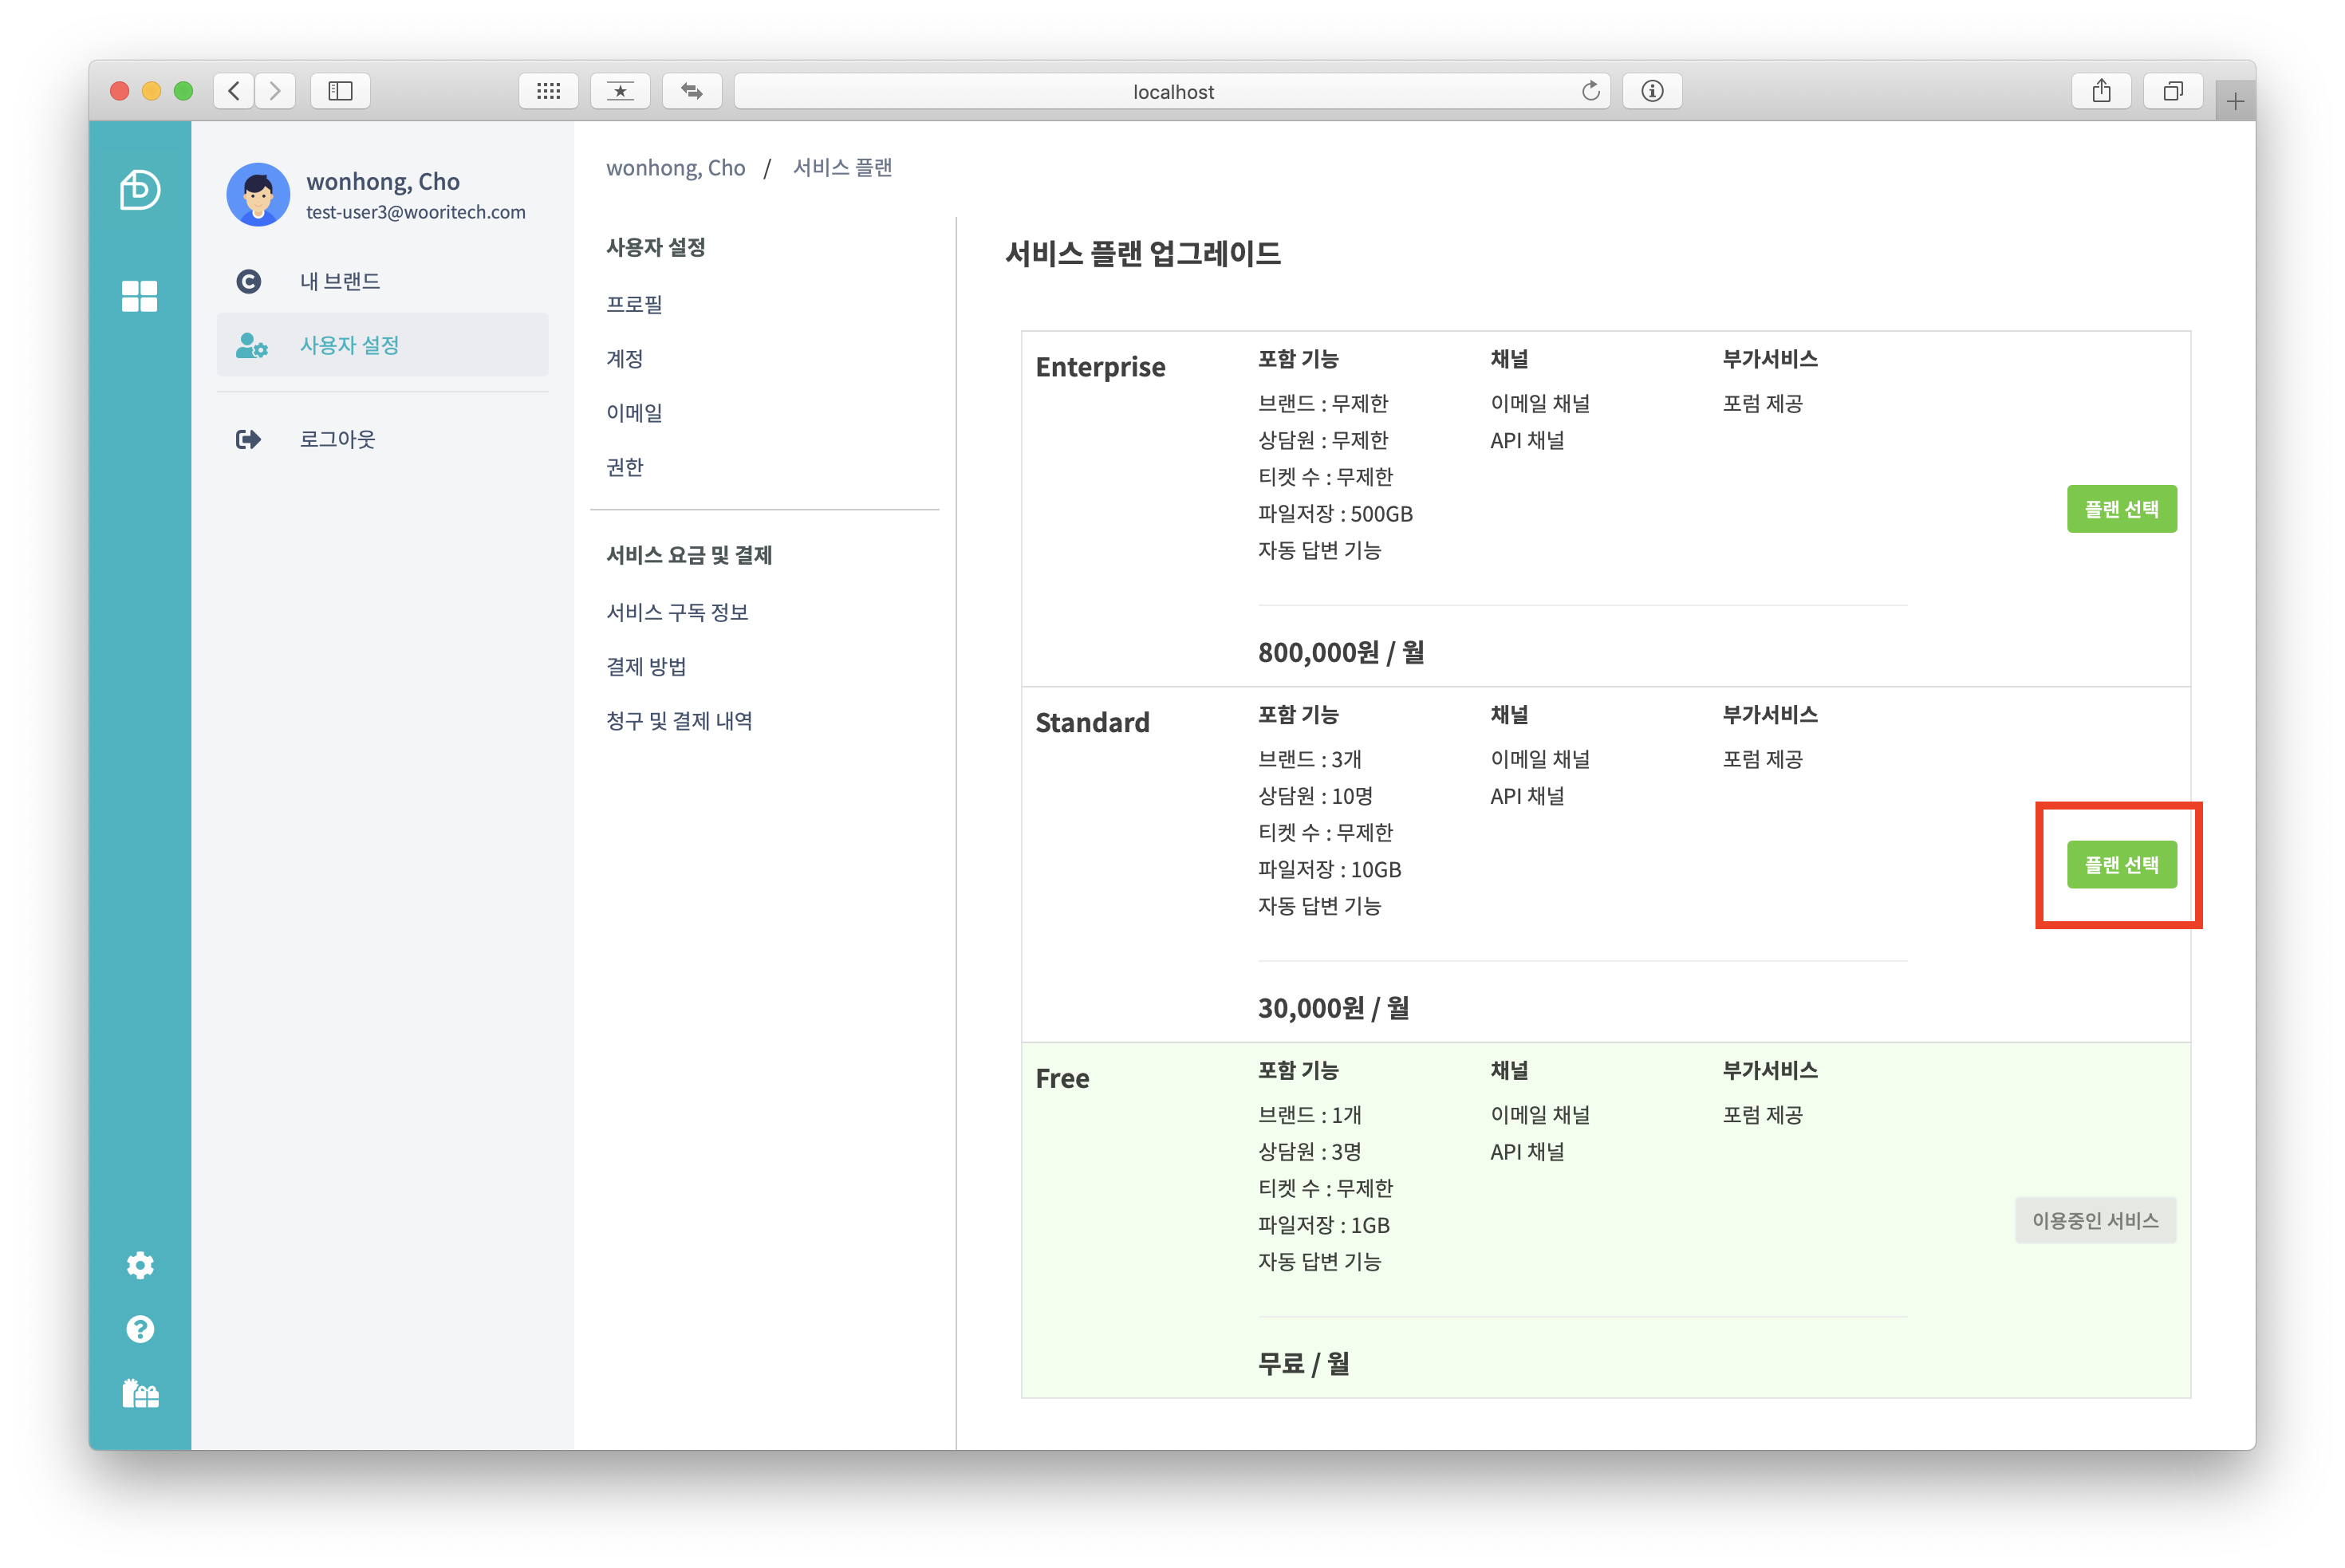 localhost
wonhong, Cho
test-user3@wooritech.com
내 브랜드
사용자 설정
로그아웃
wonhong, Cho / 서비스 플랜
사용자 설정
프로필
계정
이메일
권한
서비스 요금 및 결제
서비스 구독 정보
결제 방법
청구 및 결제 내역
서비스 플랜 업그레이드
Enterprise
포함 기능
브랜드 : 무제한
상담원 : 무제한
티켓 수 : 무제한
파일저장 : 500GB
자동 답변 기능
채널
이메일 채널
API 채널
부가서비스
포럼 제공
800,000원 / 월
플랜 선택
Standard
포함 기능
브랜드 : 3개
상담원 : 10명
티켓 수 : 무제한
파일저장 : 10GB
자동 답변 기능
채널
이메일 채널
API 채널
부가서비스
포럼 제공
30,000원 / 월
플랜 선택
Free
포함 기능
브랜드 : 1개
상담원 : 3명
티켓 수 : 무제한
파일저장 : 1GB
자동 답변 기능
채널
이메일 채널
API 채널
부가서비스
포럼 제공
무료 / 월
이용중인 서비스